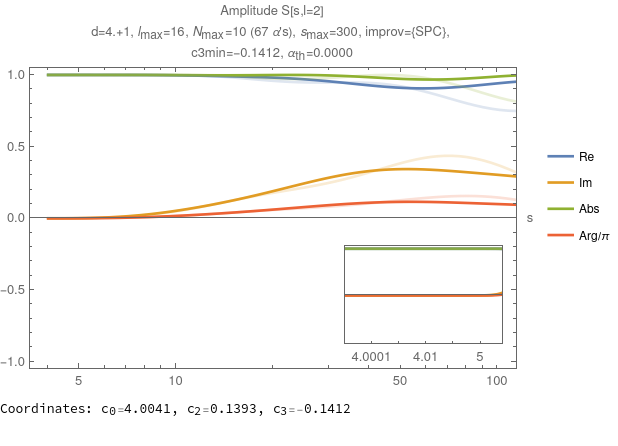 Amplitude S[s,l=2]
d=4.+1, lmax=16, Nmax=10 (67 α's), smax=300, improv={SPC},
c3min=−0.1412, αth=0.0000
1.0
0.5
0.0
−0.5
−1.0
s
5
10
50
100
4.0001
4.01
5
Re
Im
Abs
Arg/π
Coordinates: c0=4.0041, c2=0.1393, c3=−0.1412